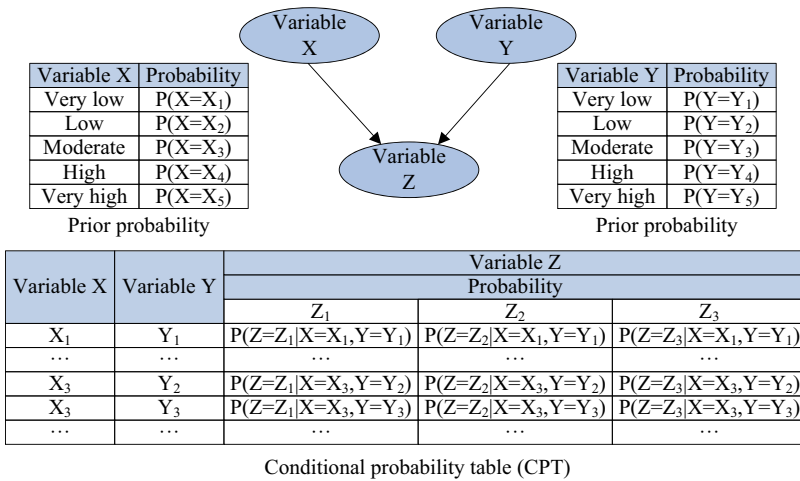 Variable
X
Variable
Y
Variable X Probability
Very low P(X=X₁)
Low P(X=X₂)
Moderate P(X=X₃)
High P(X=X₄)
Very high P(X=X₅)
Prior probability
Variable
Z
Variable Y Probability
Very low P(Y=Y₁)
Low P(Y=Y₂)
Moderate P(Y=Y₃)
High P(Y=Y₄)
Very high P(Y=Y₅)
Prior probability
Variable X Variable Y Variable Z
Probability
Z₁ Z₂ Z₃
X₁ Y₁ P(Z=Z₁|X=X₁,Y=Y₁) P(Z=Z₂|X=X₁,Y=Y₁) P(Z=Z₃|X=X₁,Y=Y₁)
... ... ... ... ...
X₃ Y₂ P(Z=Z₁|X=X₃,Y=Y₂) P(Z=Z₂|X=X₃,Y=Y₂) P(Z=Z₃|X=X₃,Y=Y₂)
X₃ Y₃ P(Z=Z₁|X=X₃,Y=Y₃) P(Z=Z₂|X=X₃,Y=Y₃) P(Z=Z₃|X=X₃,Y=Y₃)
... ... ... ... ...
Conditional probability table (CPT)